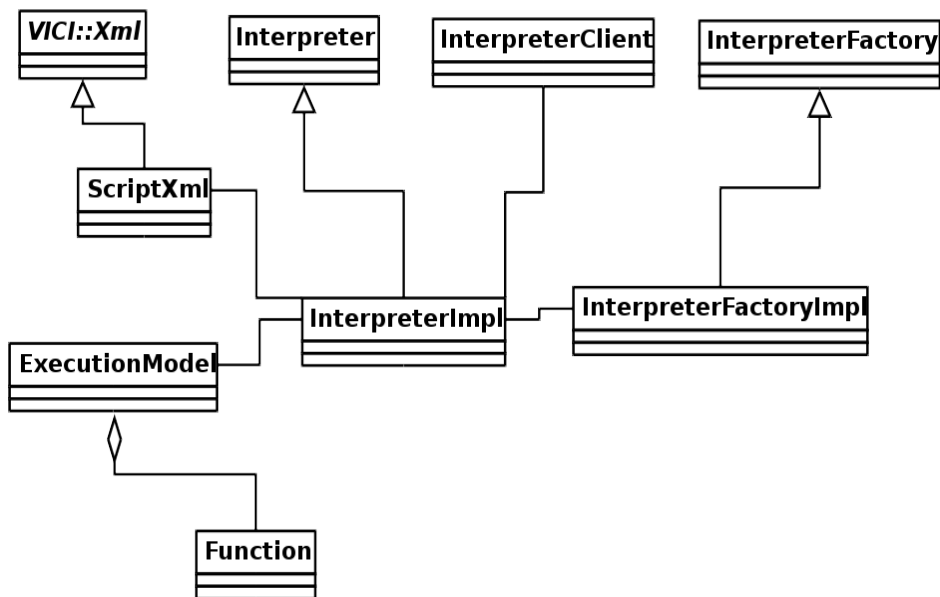 VICI::Xml
Interpreter
InterpreterClient
InterpreterFactory
ScriptXml
InterpreterImpl
InterpreterFactoryImpl
ExecutionModel
Function